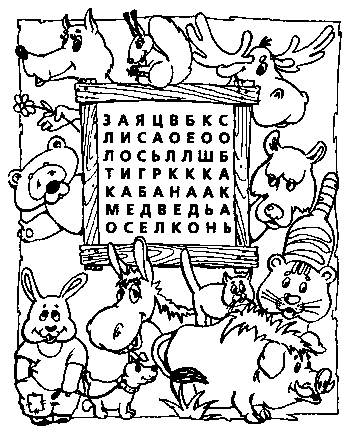 ЗАЯЦВБКС
ЛИСАОЕОО
ЛОСЬЛЛШБ
ТИГРКККА
КАБАНААК
МЕДВЕДЬА
ОСЕЛКОНЬ